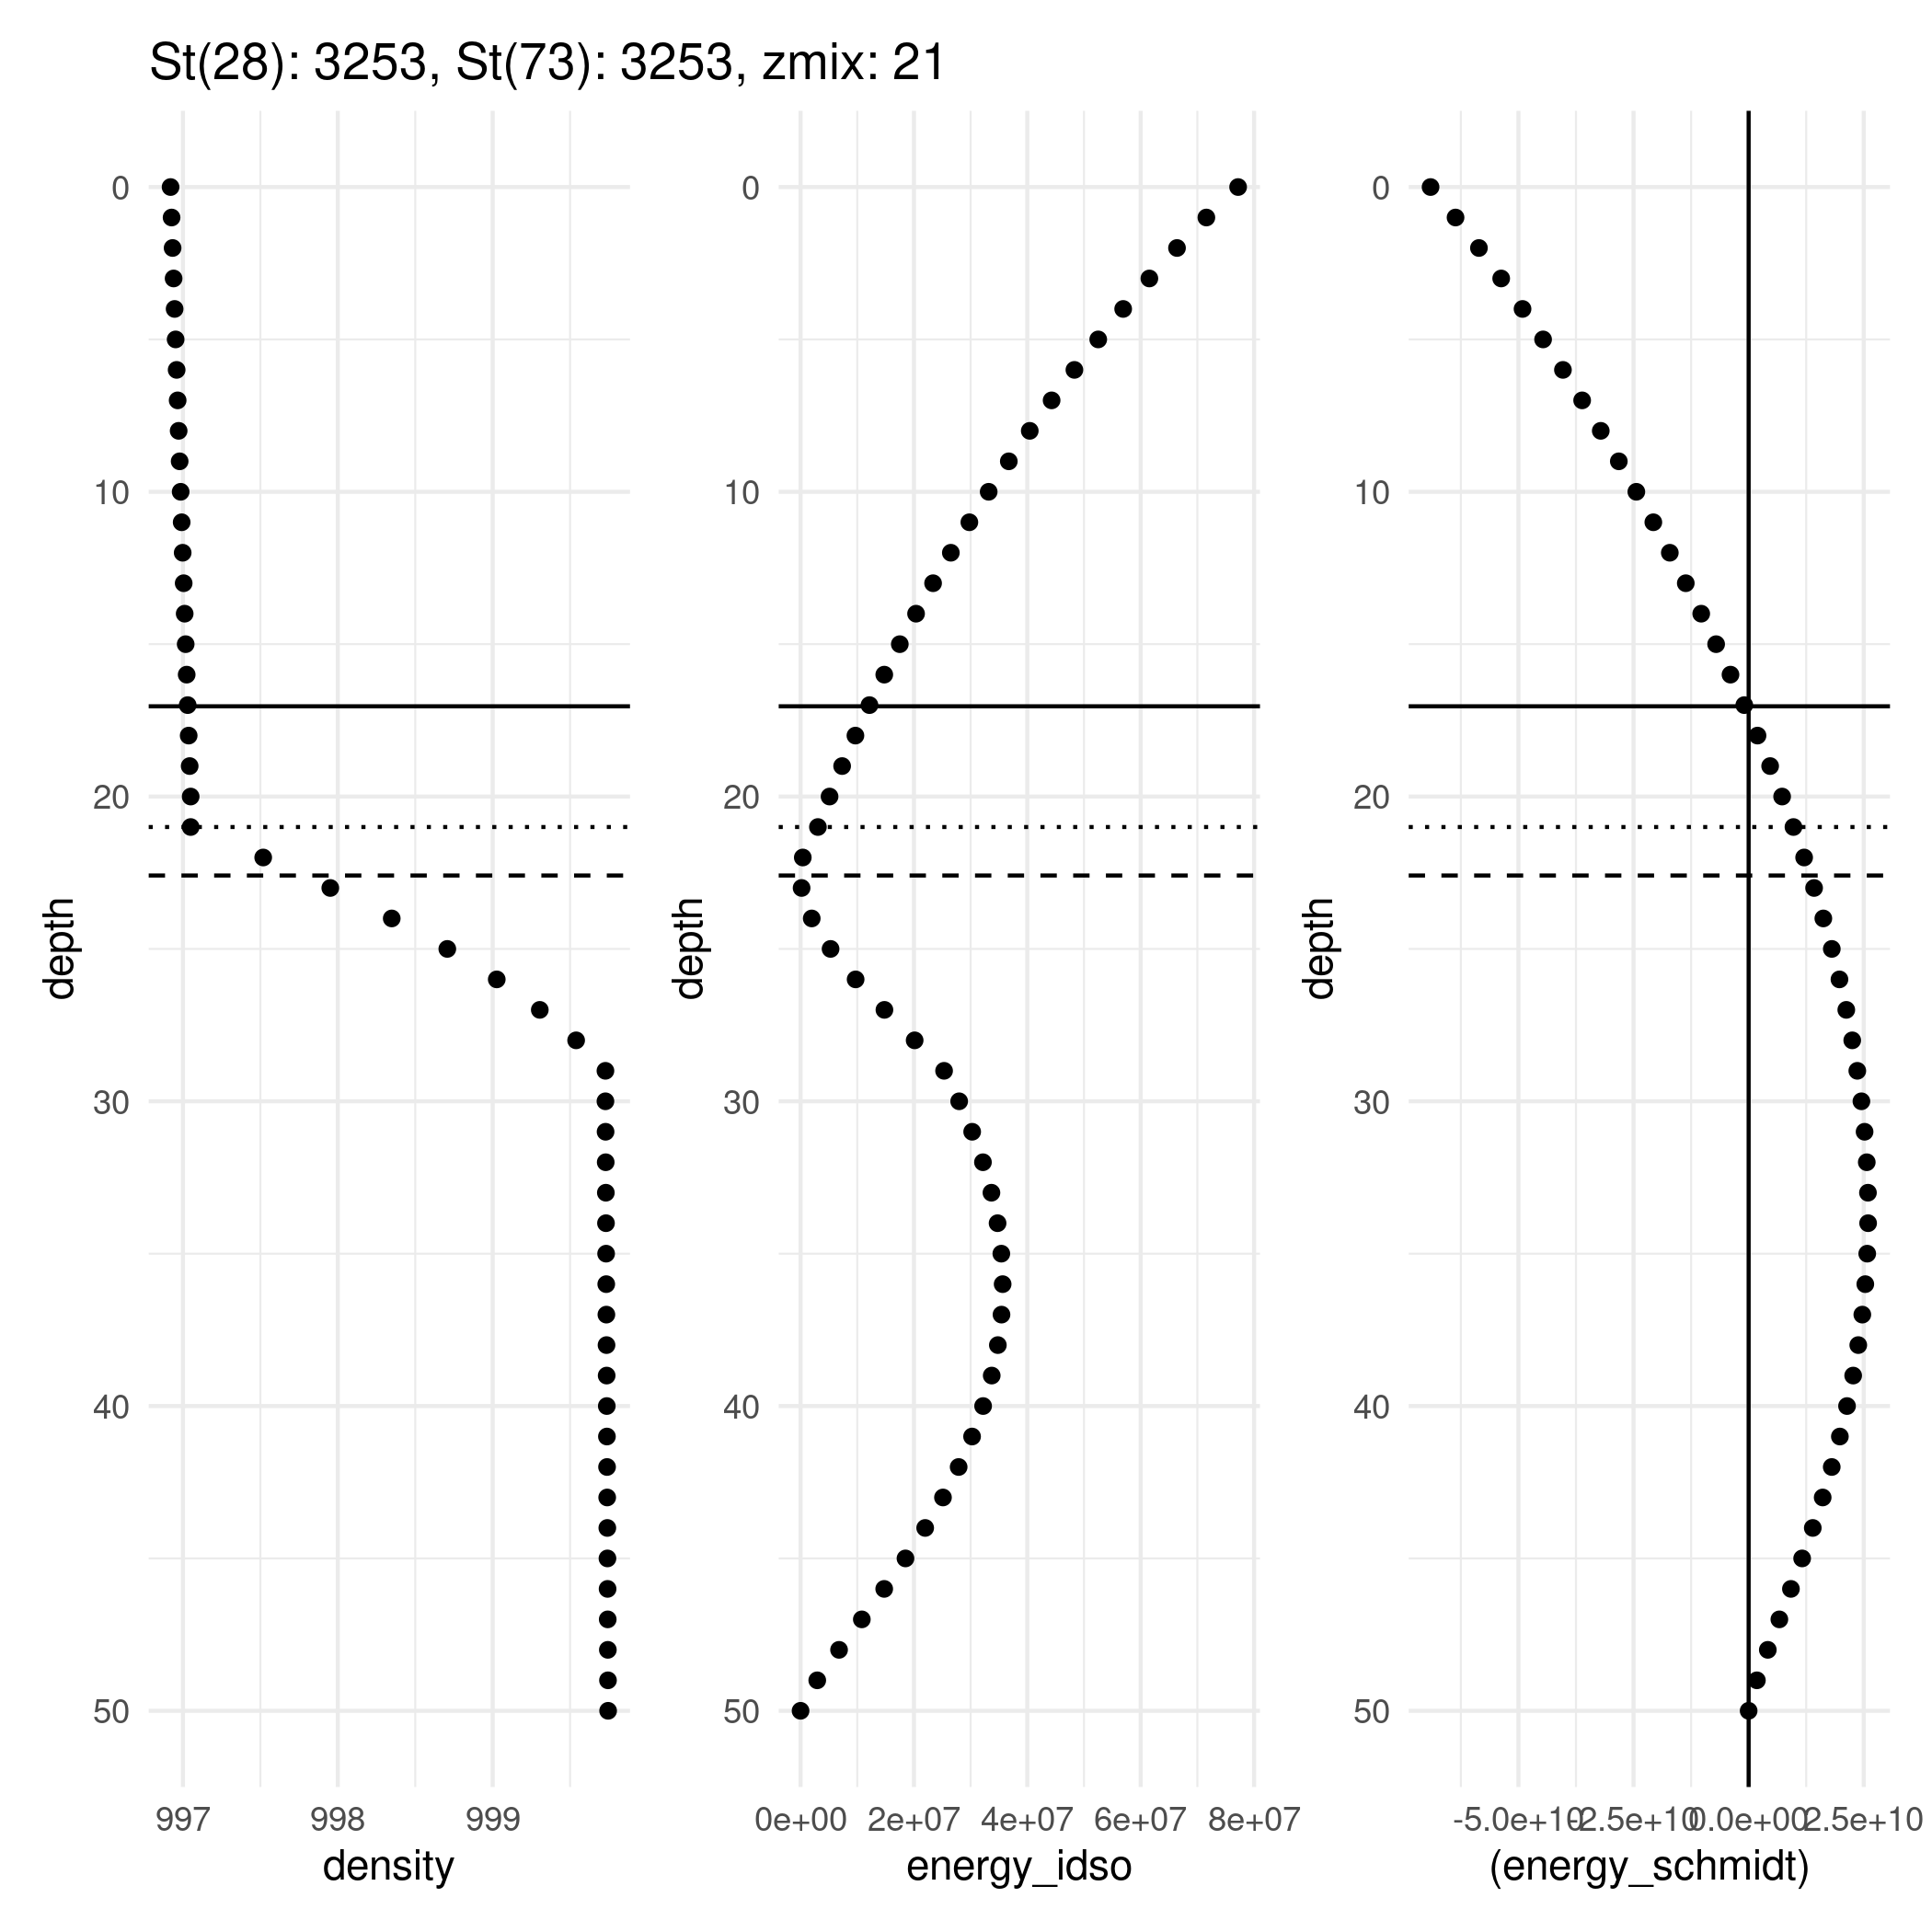 St(28): 3253, St(73): 3253, zmix: 21
0
10
20
30
40
50
depth
997
998
999
density
0
10
20
30
40
50
depth
0e+00
2e+07
4e+07
6e+07
8e+07
energy_idso
0
10
20
30
40
50
depth
-5.0e+10
-2.5e+10
0.0e+00
2.5e+10
(energy_schmidt)